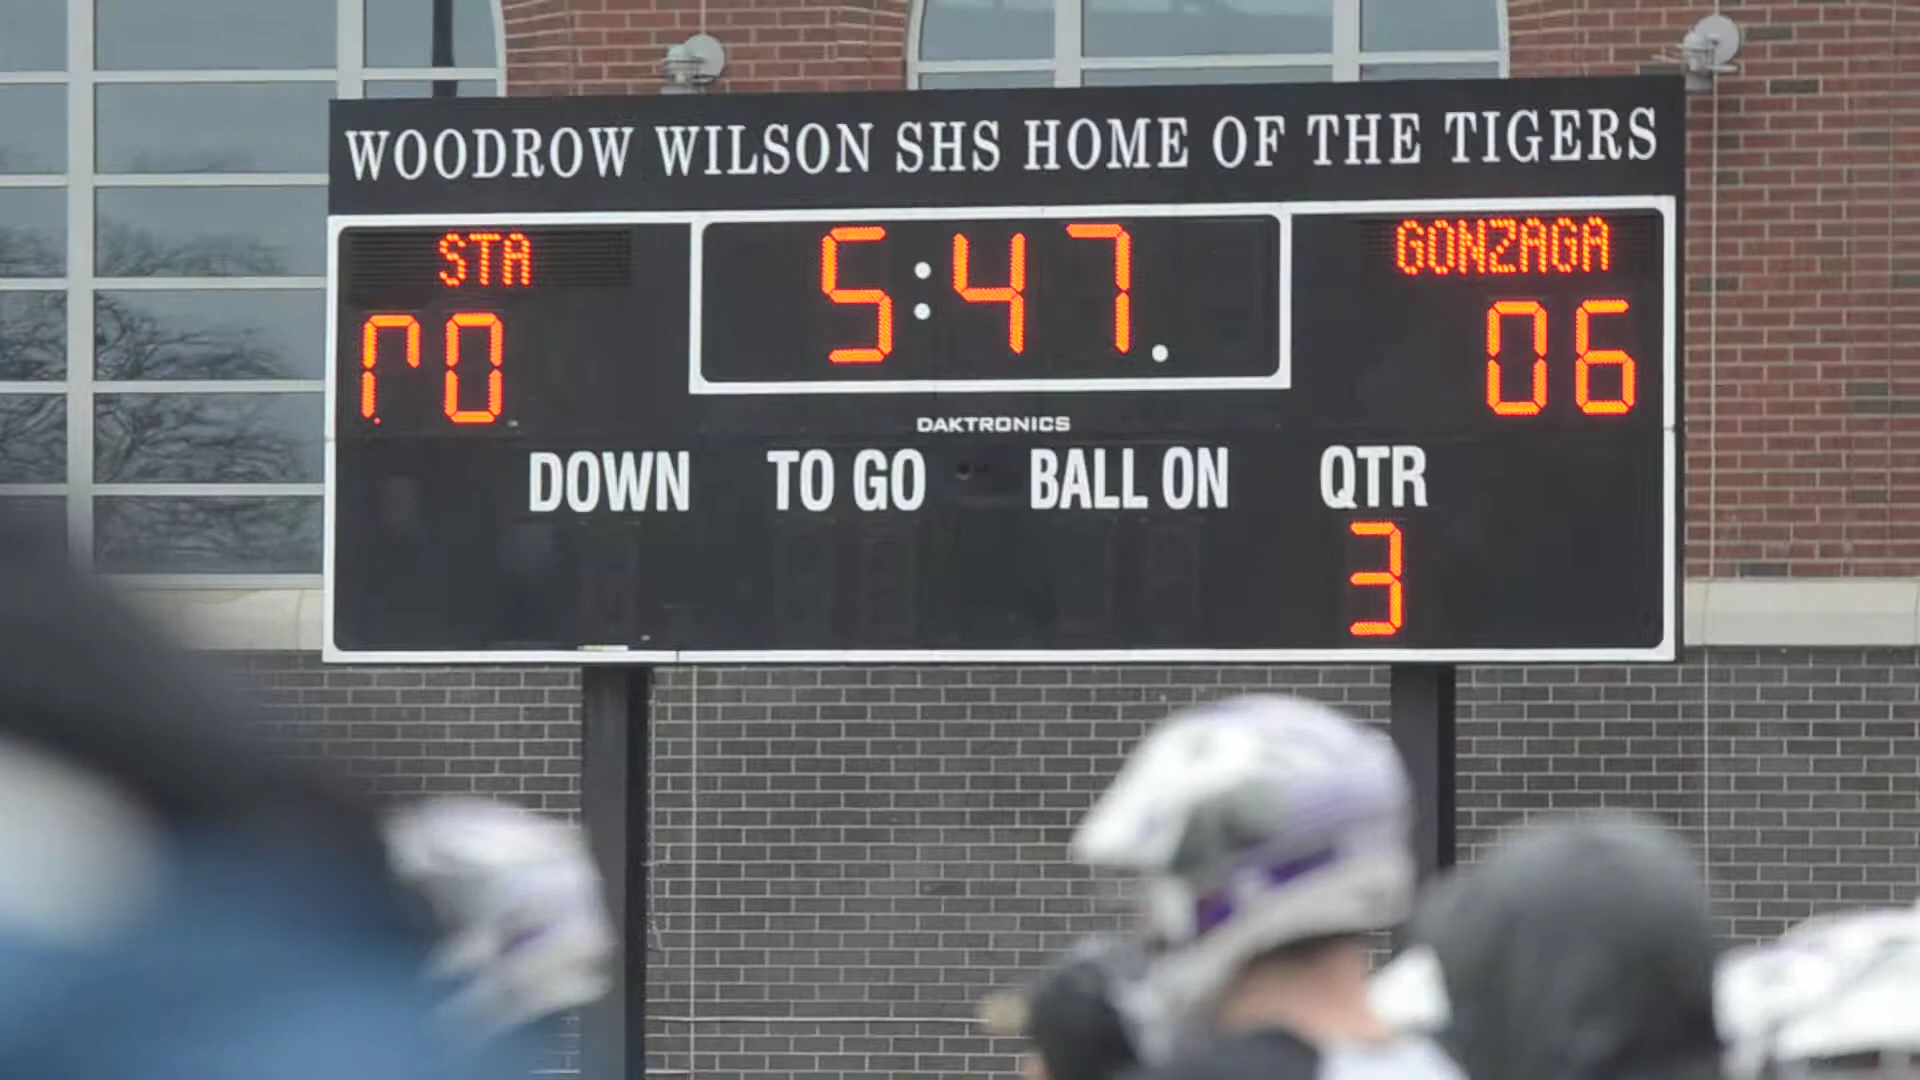 WOODROW WILSON SHS HOME OF THE TIGERS
STA 5:47. GONZAGA
0 06
DAKTRONICS
DOWN TO GO BALL ON QTR
3